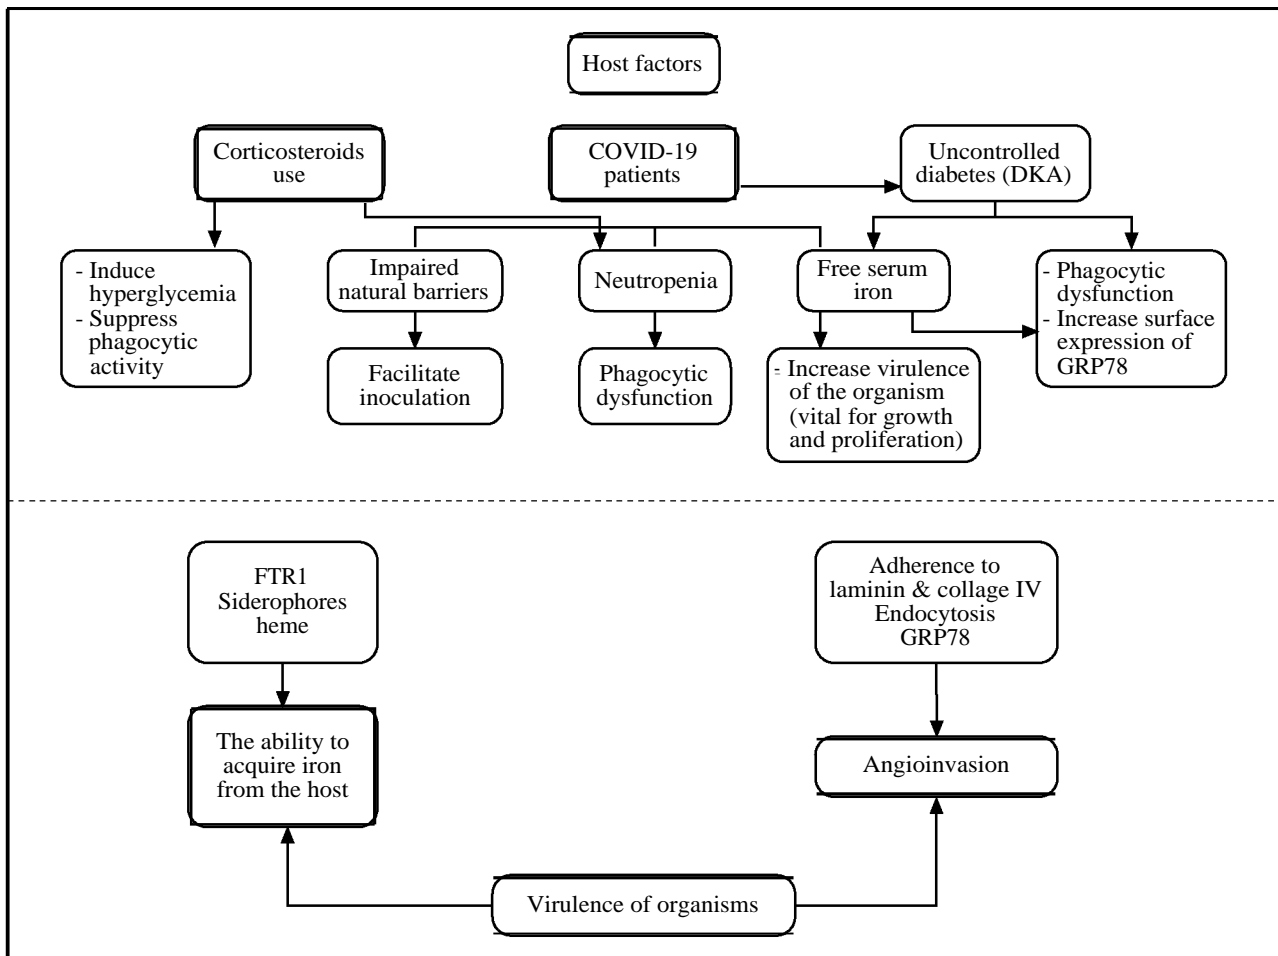 Host factors
Corticosteroids
use
COVID-19
patients
Uncontrolled
diabetes (DKA)
- Induce
hyperglycemia
- Suppress
phagocytic
activity
Impaired
natural barriers
Neutropenia
Free serum
iron
- Phagocytic
dysfunction
- Increase surface
expression of
GRP78
Facilitate
inoculation
Phagocytic
dysfunction
- Increase virulence
of the organism
(vital for growth
and proliferation)
FTR1
Siderophores
heme
Adherence to
laminin & collage IV
Endocytosis
GRP78
The ability to
acquire iron
from the host
Angioinvasion
Virulence of organisms